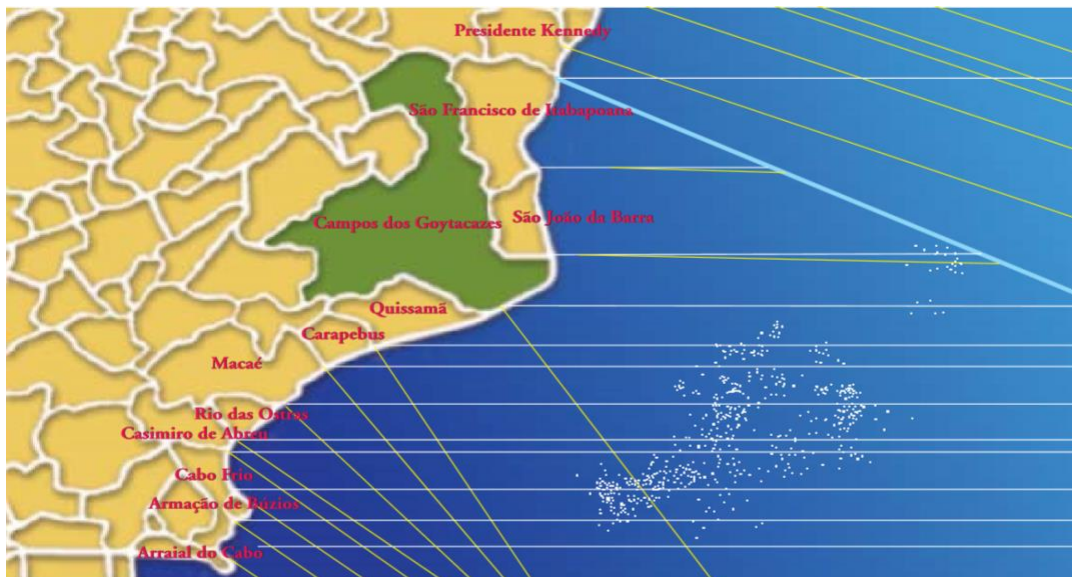 Presidente Kennedy
São Francisco de Itabapoana
Campos dos Goytacazes
São João da Barra
Quissamã
Carapebus
Macaé
Rio das Ostras
Casimiro de Abreu
Cabo Frio
Armação de Búzios
Arraial do Cabo